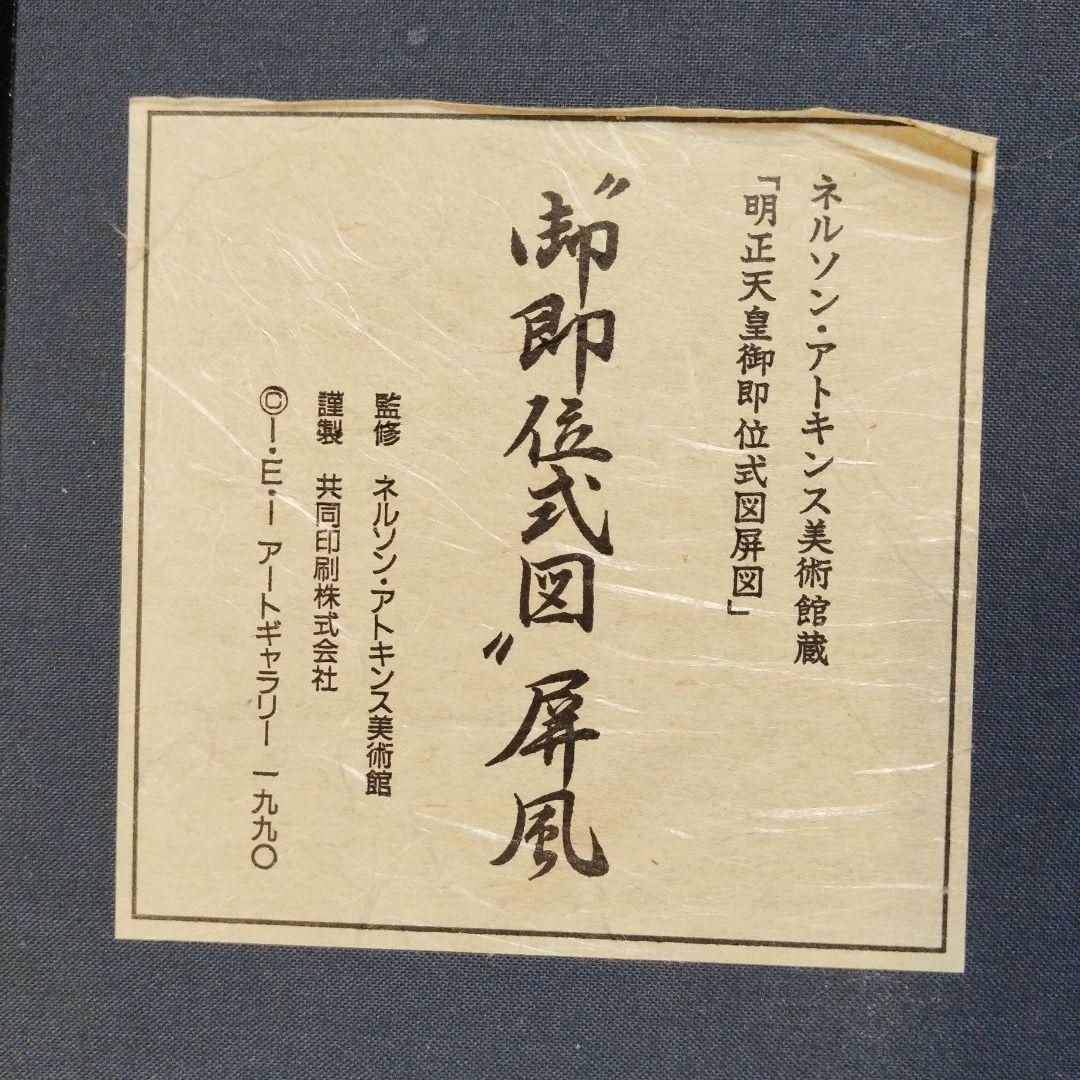 ネルソン・アトキンス美術館蔵
「明正天皇御即位式図屏図」
〝御即位式図〟屏風
監修 ネルソン・アトキンス美術館
謹製 共同印刷株式会社
©I・E・I アートギャラリー 一九九〇